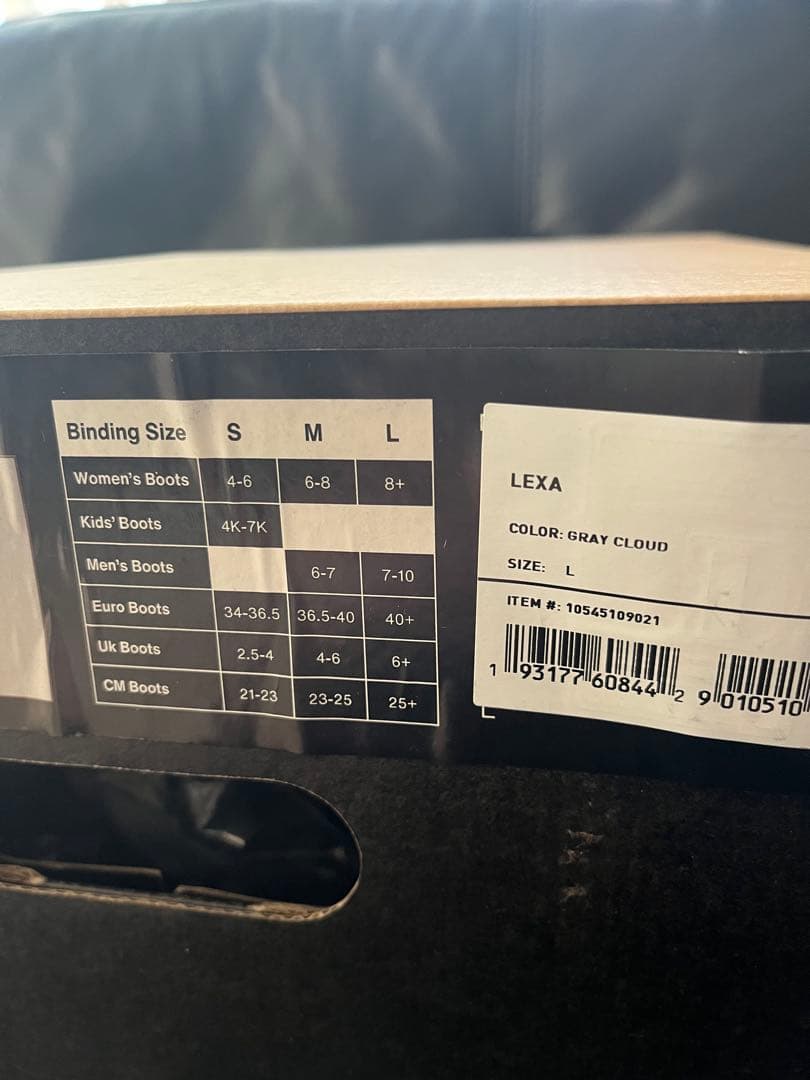 Binding Size S M L
Women's Boots 4-6 6-8 8+
Kids' Boots 4K-7K
Men's Boots 6-7 7-10
Euro Boots 34-36.5 36.5-40 40+
Uk Boots 2.5-4 4-6 6+
CM Boots 21-23 23-25 25+
LEXA
COLOR: GRAY CLOUD
SIZE: L
ITEM #: 10545109021
1 93177 60844 2
9 010510